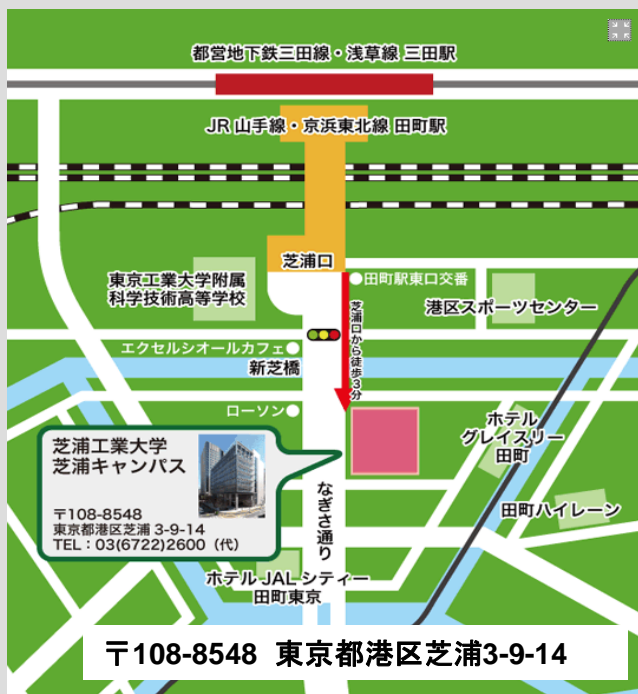 都営地下鉄三田線・浅草線 三田駅
JR 山手線・京浜東北線 田町駅
芝浦口
田町駅東口交番
東京工業大学附属
科学技術高等学校
港区スポーツセンター
芝浦口から徒歩3分
エクセルシオールカフェ
新芝橋
ローソン
ホテル
グレイスリー
田町
芝浦工業大学
芝浦キャンパス
〒108-8548
東京都港区芝浦 3-9-14
TEL：03(6722)2600（代）
なぎさ通り
田町ハイレーン
ホテル JAL シティー
田町東京
〒108-8548 東京都港区芝浦3-9-14